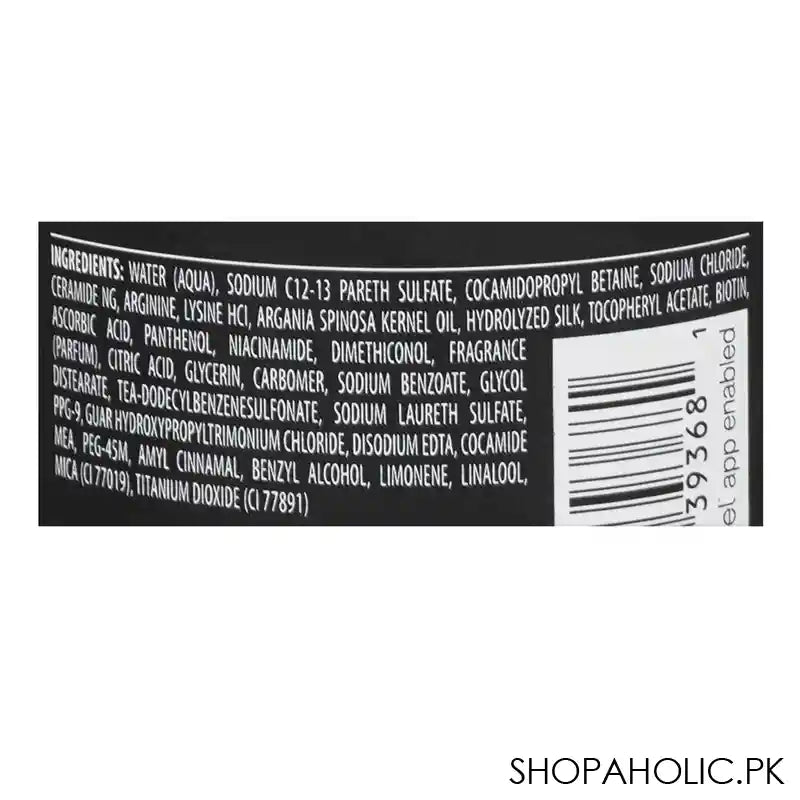 INGREDIENTS: WATER (AQUA), SODIUM C12-13 PARETH SULFATE, COCAMIDOPROPYL BETAINE, SODIUM CHLORIDE,
CERAMIDE NG, ARGININE, LYSINE HCl, ARGANIA SPINOSA KERNEL OIL, HYDROLYZED SILK, TOCOPHERYL ACETATE, BIOTIN,
ASCORBIC ACID, PANTHENOL, NIACINAMIDE, DIMETHICONOL, FRAGRANCE
(PARFUM), CITRIC ACID, GLYCERIN, CARBOMER, SODIUM BENZOATE, GLYCOL
DISTEARATE, TEA-DODECYLBENZENESULFONATE, SODIUM LAURETH SULFATE,
PPG-9, GUAR HYDROXYPROPYLTRIMONIUM CHLORIDE, DISODIUM EDTA, COCAMIDE
MEA, PEG-45M, AMYL CINNAMAL, BENZYL ALCOHOL, LIMONENE, LINALOOL,
MICA (CI 77019), TITANIUM DIOXIDE (CI 77891)
39368 1
app enabled
SHOPAHOLIC.PK